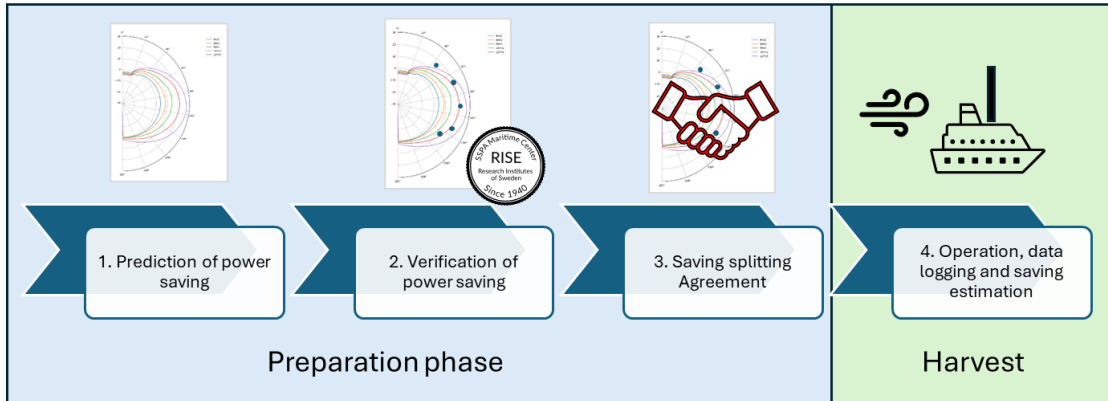 SSPA Maritime Center
RISE
Research Institutes
of Sweden
Since 1940
1. Prediction of power
saving
2. Verification of
power saving
3. Saving splitting
Agreement
4. Operation, data
logging and saving
estimation
Preparation phase
Harvest